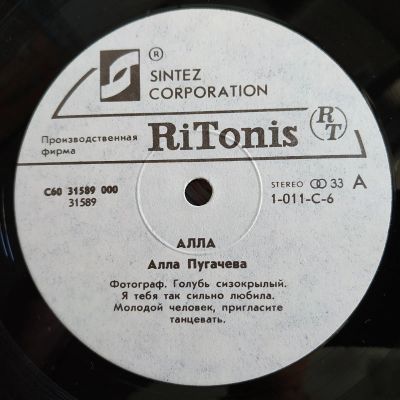 ®
SINTEZ
CORPORATION
Производственная
фирма
RiTonis
RT
С60 31589 000
31589
STEREO 33 A
1-011-С-6
АЛЛА
Алла Пугачева
Фотограф. Голубь сизокрылый.
Я тебя так сильно любила.
Молодой человек, пригласите
танцевать.